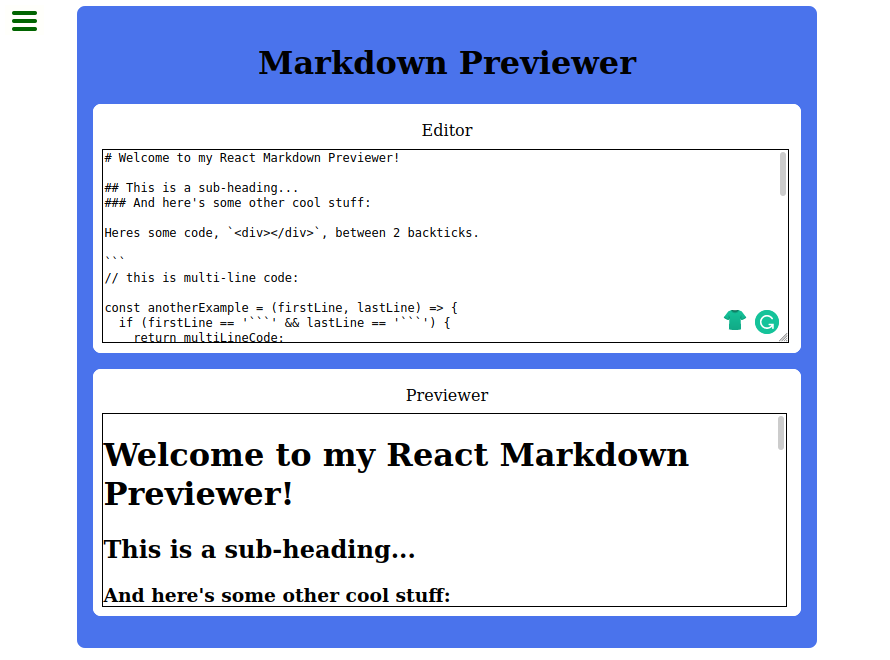 Markdown Previewer
Editor
# Welcome to my React Markdown Previewer!
## This is a sub-heading...
### And here's some other cool stuff:
Heres some code, `<div></div>`, between 2 backticks.
```
// this is multi-line code:
const anotherExample = (firstLine, lastLine) => {
  if (firstLine == '```' && lastLine == '```') {
    return multiLineCode;
Previewer
Welcome to my React Markdown
Previewer!
This is a sub-heading...
And here's some other cool stuff: